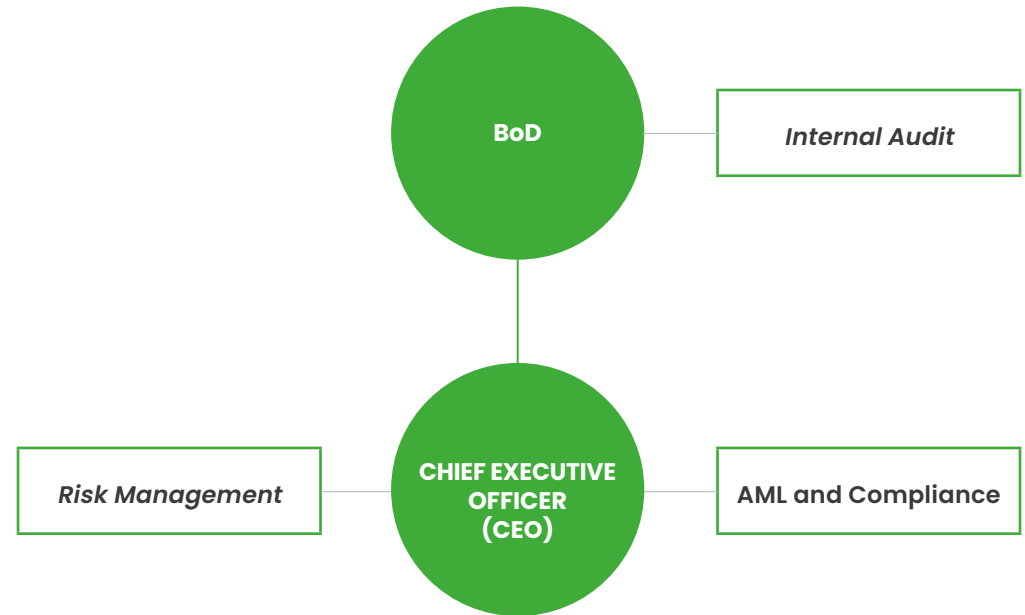 BoD
Internal Audit
Risk Management
CHIEF EXECUTIVE
OFFICER
(CEO)
AML and Compliance